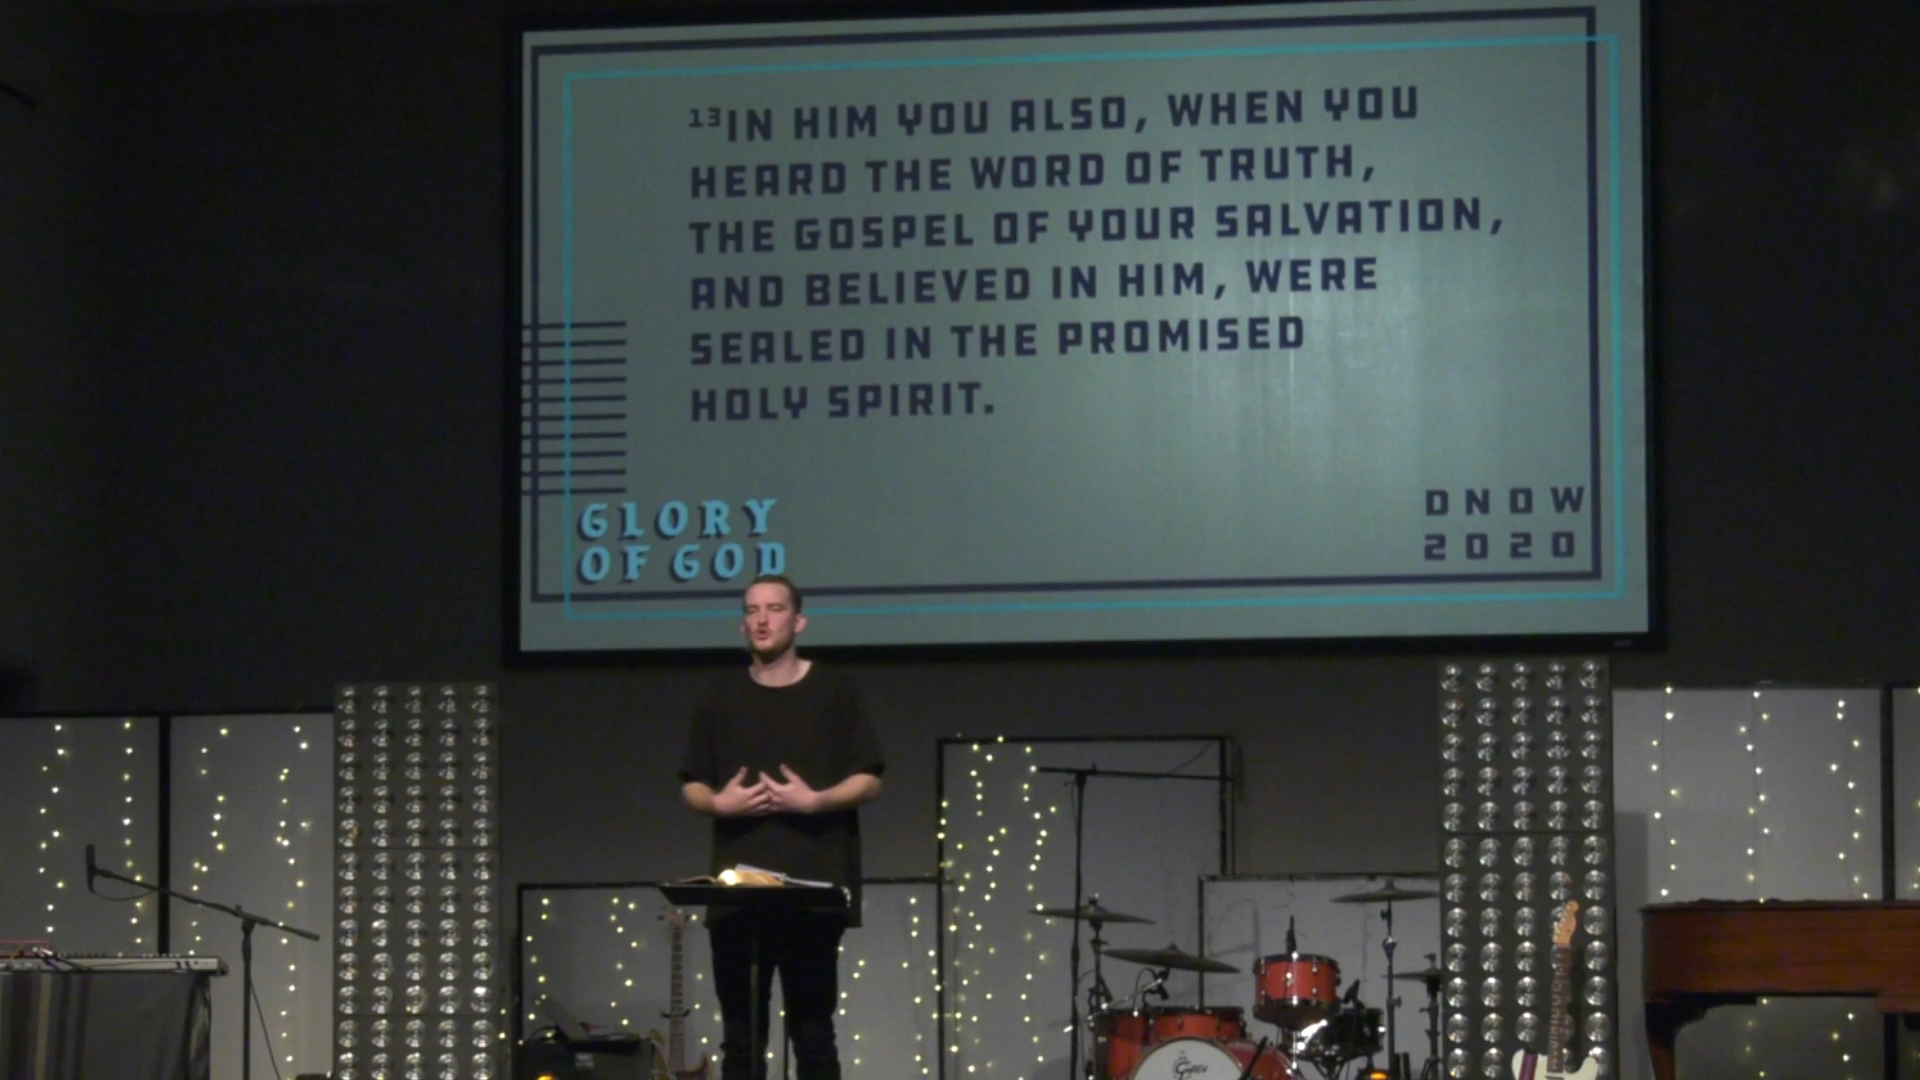 ¹³IN HIM YOU ALSO, WHEN YOU
HEARD THE WORD OF TRUTH,
THE GOSPEL OF YOUR SALVATION,
AND BELIEVED IN HIM, WERE
SEALED IN THE PROMISED
HOLY SPIRIT.
GLORY
OF GOD
DNOW
2020